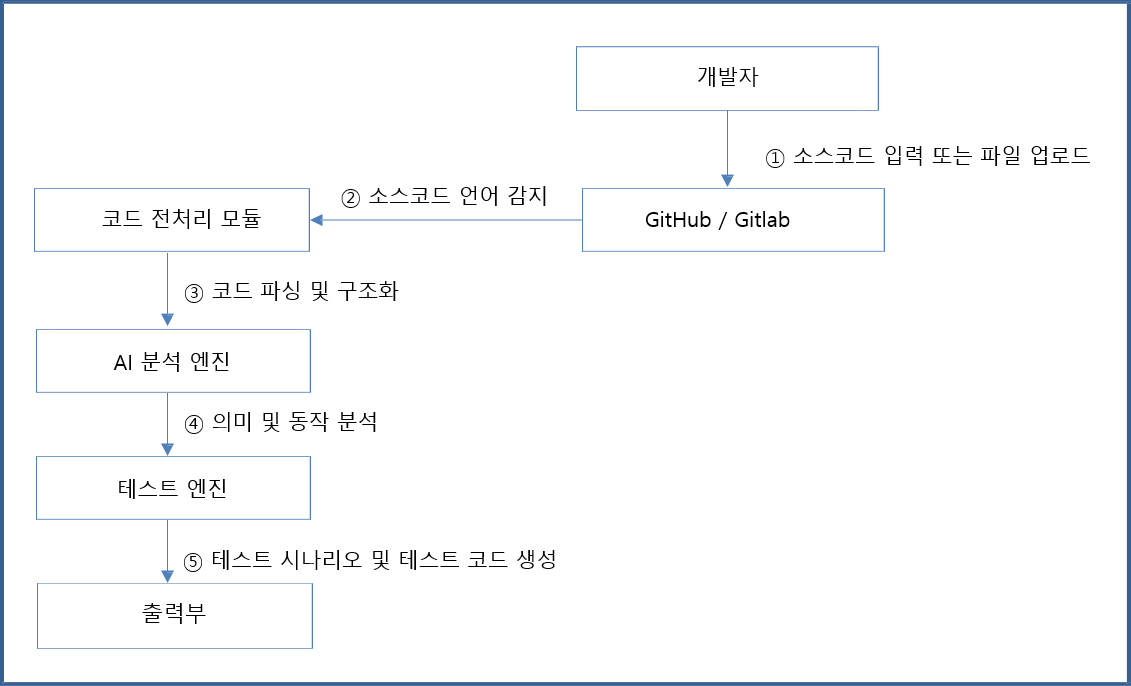 개발자
① 소스코드 입력 또는 파일 업로드
② 소스코드 언어 감지
코드 전처리 모듈
GitHub / Gitlab
③ 코드 파싱 및 구조화
AI 분석 엔진
④ 의미 및 동작 분석
테스트 엔진
⑤ 테스트 시나리오 및 테스트 코드 생성
출력부